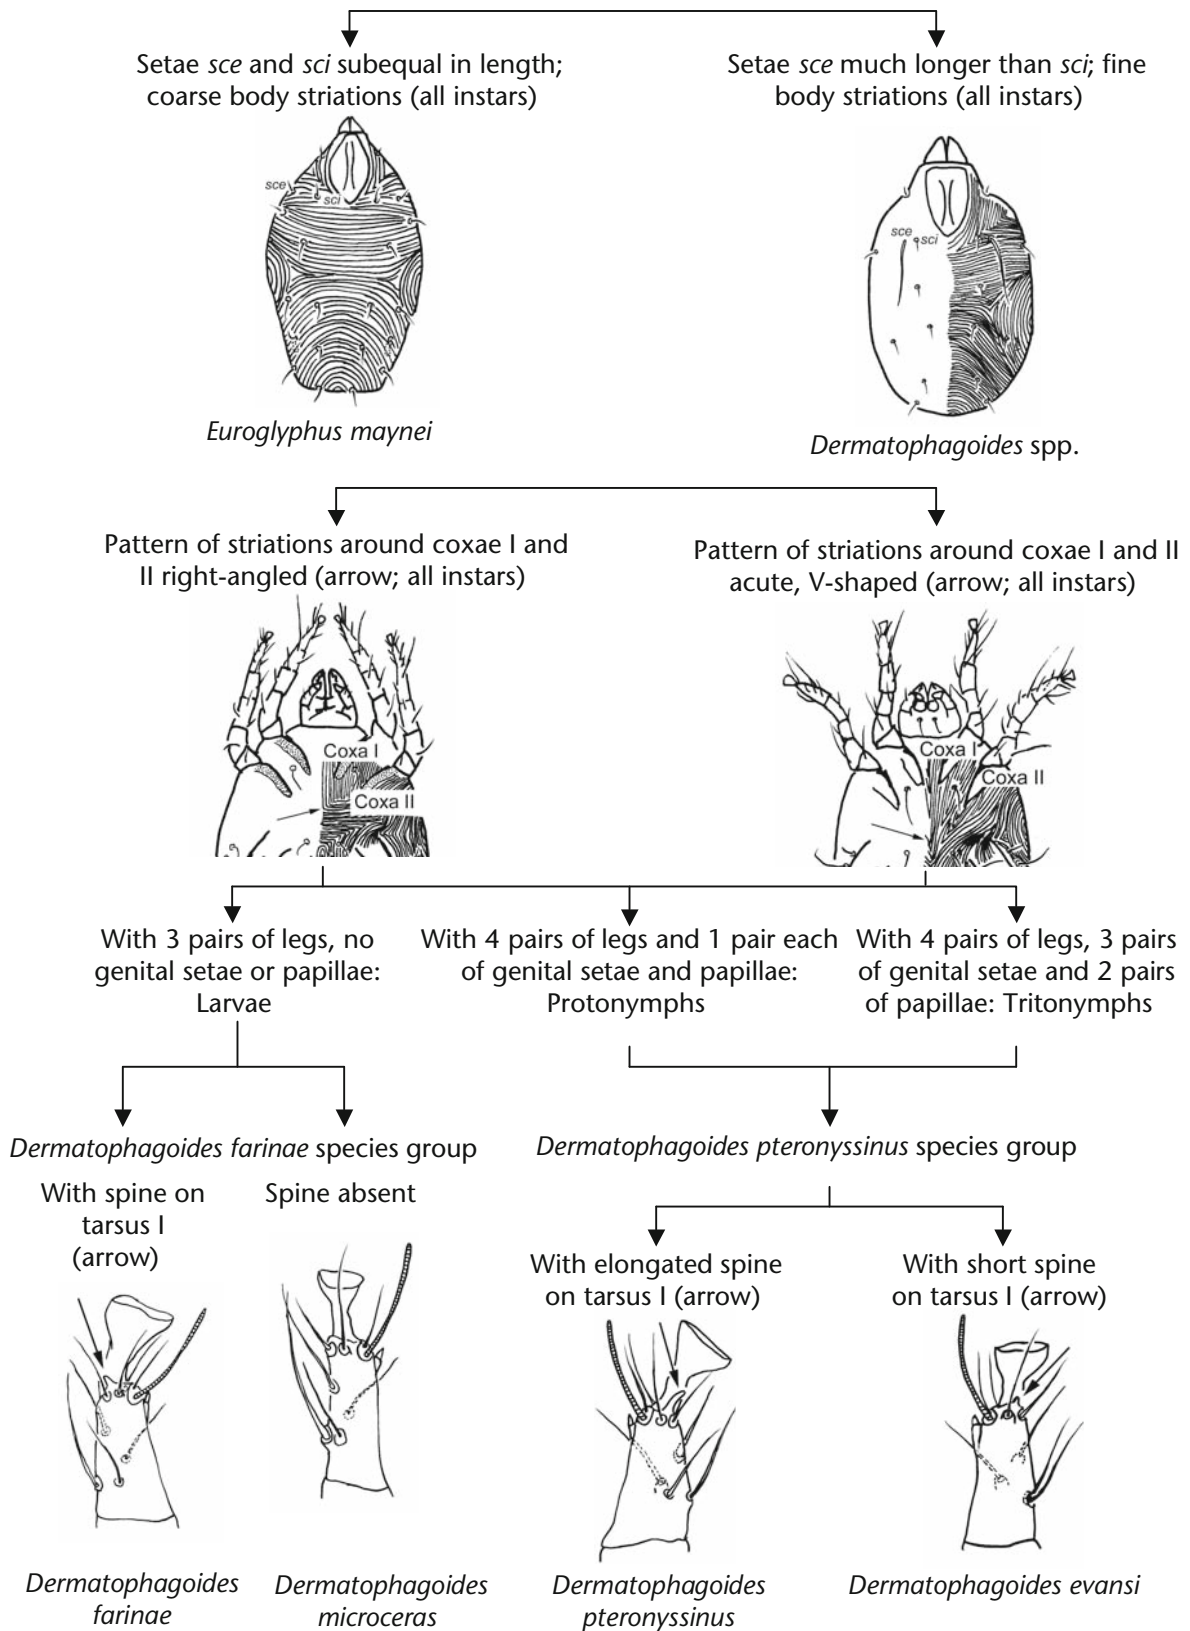 Setae sce and sci subequal in length;
coarse body striations (all instars)
Setae sce much longer than sci; fine
body striations (all instars)
sce
sci
sce
sci
Euroglyphus maynei
Dermatophagoides spp.
Pattern of striations around coxae I and
II right-angled (arrow; all instars)
Pattern of striations around coxae I and II
acute, V-shaped (arrow; all instars)
Coxa I
Coxa II
Coxa I
Coxa II
With 3 pairs of legs, no
genital setae or papillae:
Larvae
With 4 pairs of legs and 1 pair each
of genital setae and papillae:
Protonymphs
With 4 pairs of legs, 3 pairs
of genital setae and 2 pairs
of papillae: Tritonymphs
Dermatophagoides farinae species group
Dermatophagoides pteronyssinus species group
With spine on
tarsus I
(arrow)
Spine absent
With elongated spine
on tarsus I (arrow)
With short spine
on tarsus I (arrow)
Dermatophagoides
farinae
Dermatophagoides
microceras
Dermatophagoides
pteronyssinus
Dermatophagoides evansi